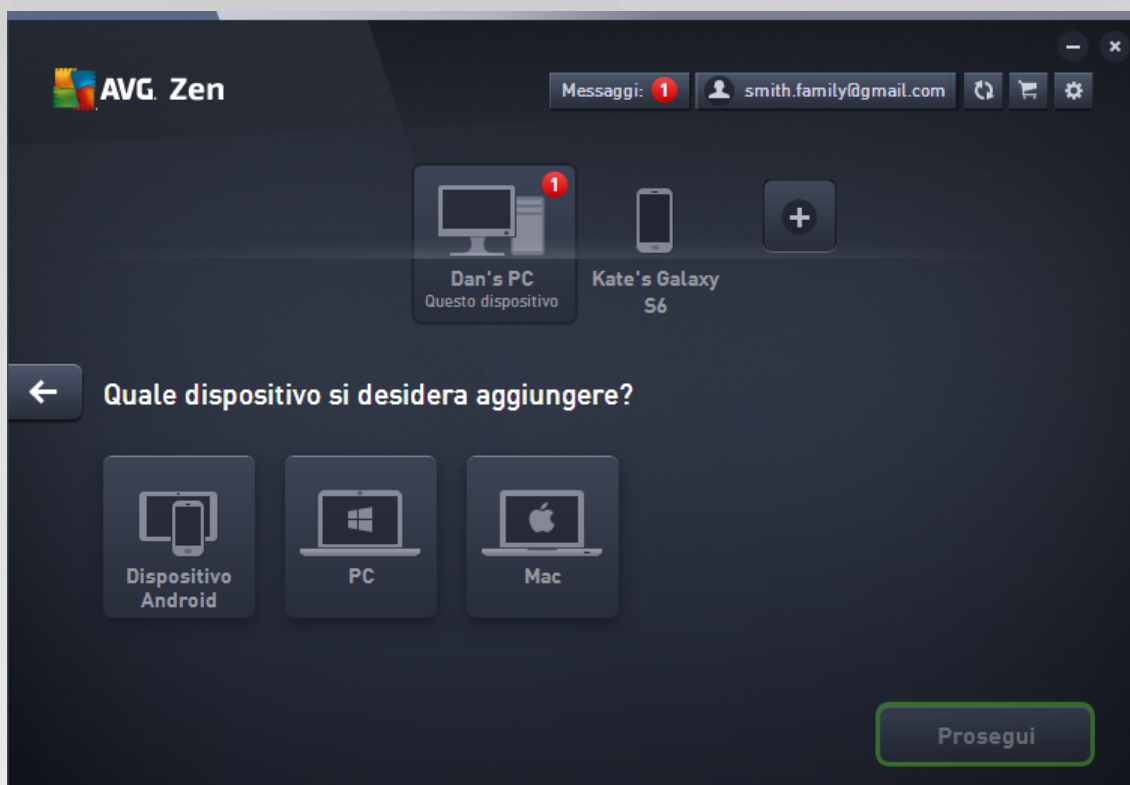 AVG. Zen
Messaggi: 1
smith.family@gmail.com
1
Dan's PC
Questo dispositivo
Kate's Galaxy
S6
Quale dispositivo si desidera aggiungere?
Dispositivo
Android
PC
Mac
Prosegui